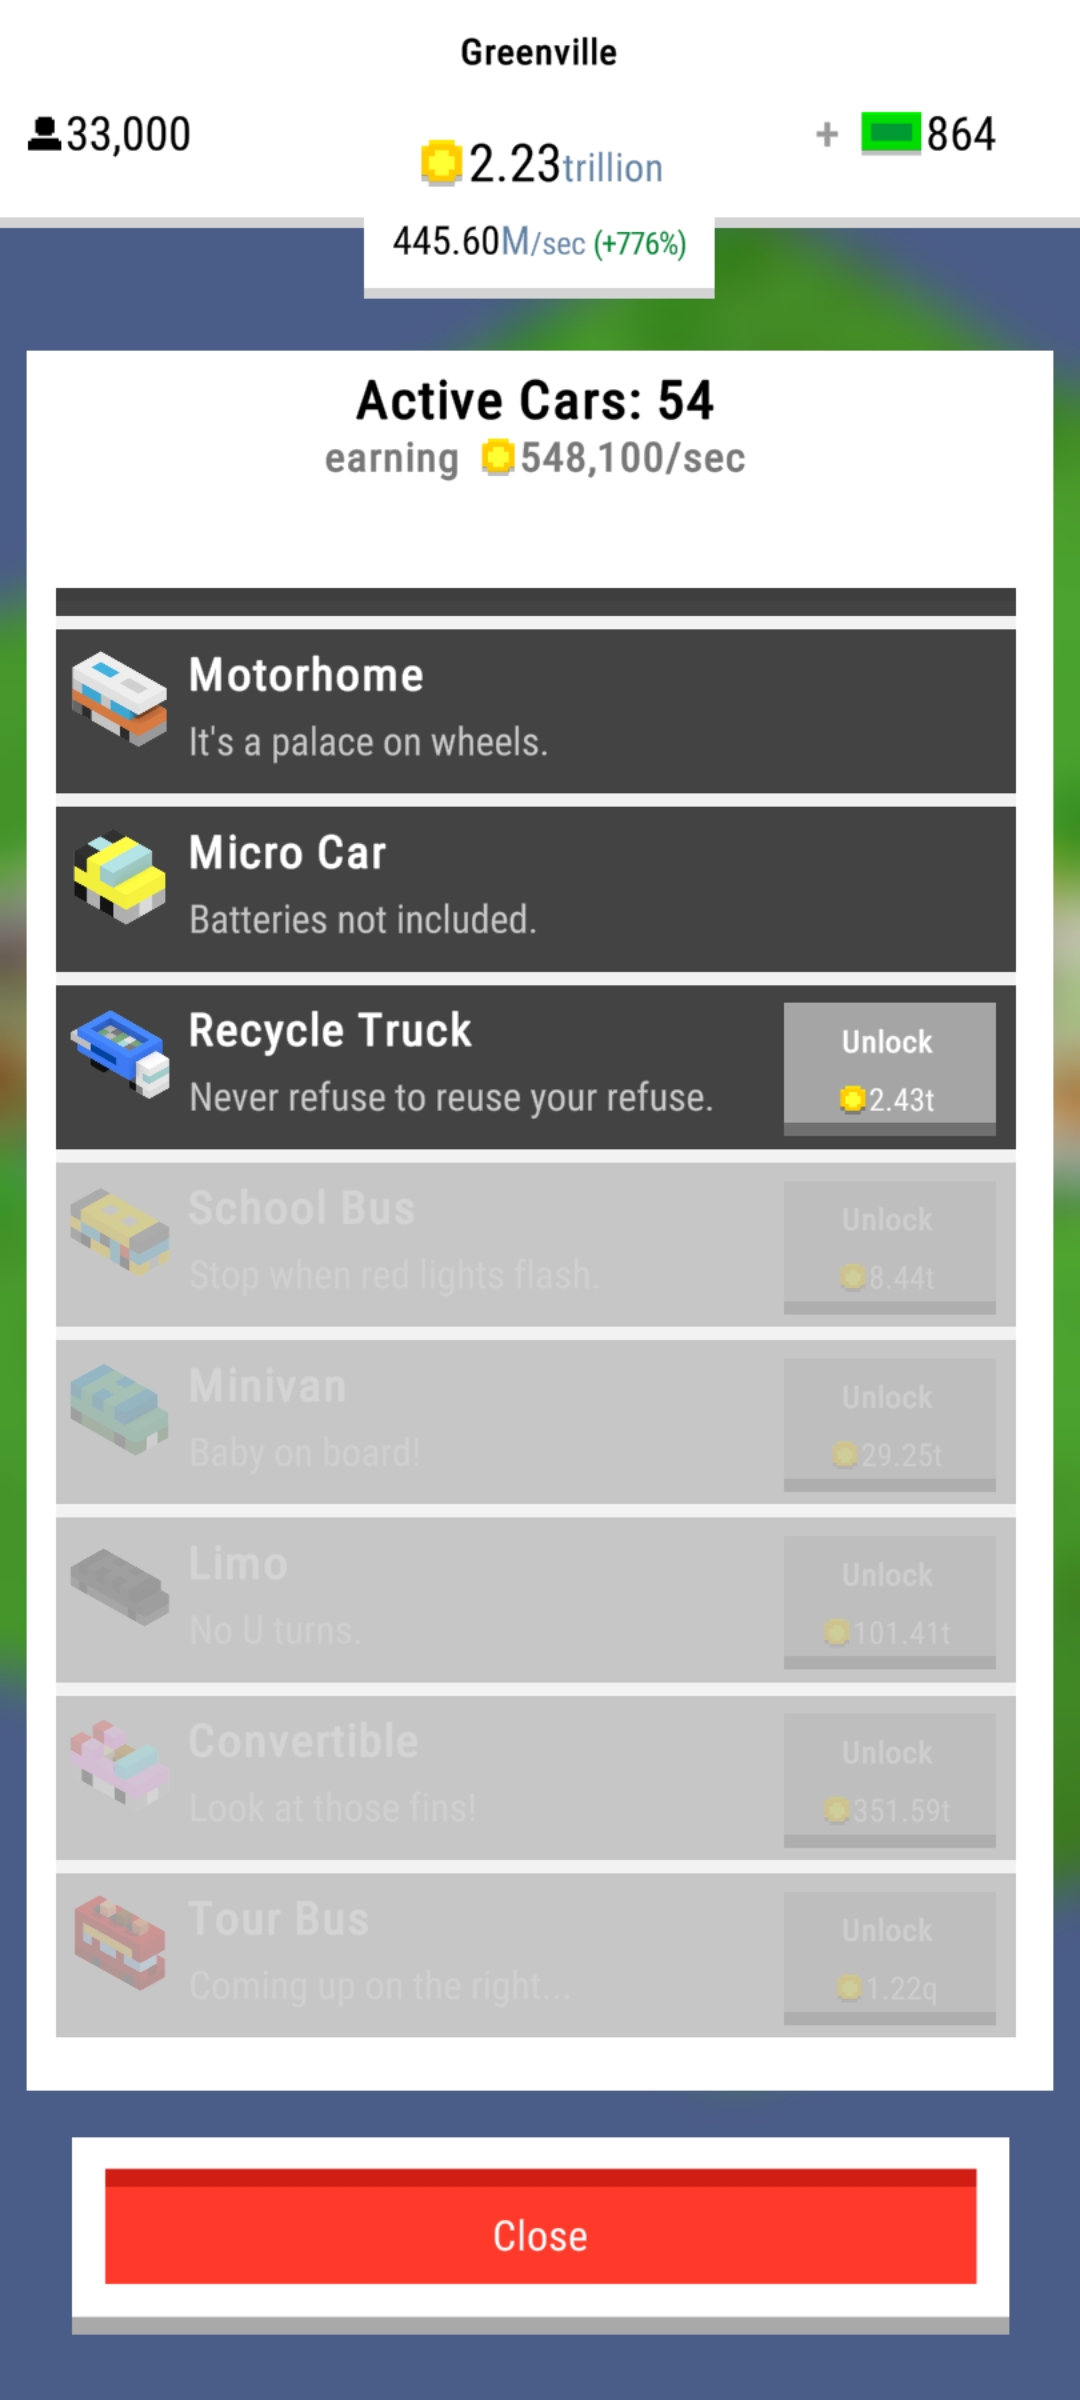 Greenville
33,000
2.23trillion
+ 864
445.60M/sec (+776%)
Active Cars: 54
earning 548,100/sec
Motorhome
It's a palace on wheels.
Micro Car
Batteries not included.
Recycle Truck
Never refuse to reuse your refuse.
Unlock
2.43t
School Bus
Stop when red lights flash.
Unlock
8.44t
Minivan
Baby on board!
Unlock
29.25t
Limo
No U turns.
Unlock
101.41t
Convertible
Look at those fins!
Unlock
351.59t
Tour Bus
Coming up on the right...
Unlock
1.22q
Close